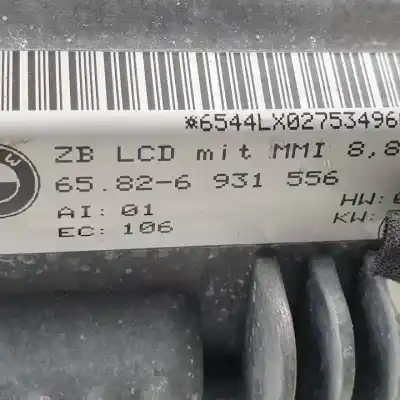 *6544LX02753496
ZB LCD mit MMI 8,8
65.82-6 931 556
AI: 01
HW:
EC: 106
KW: